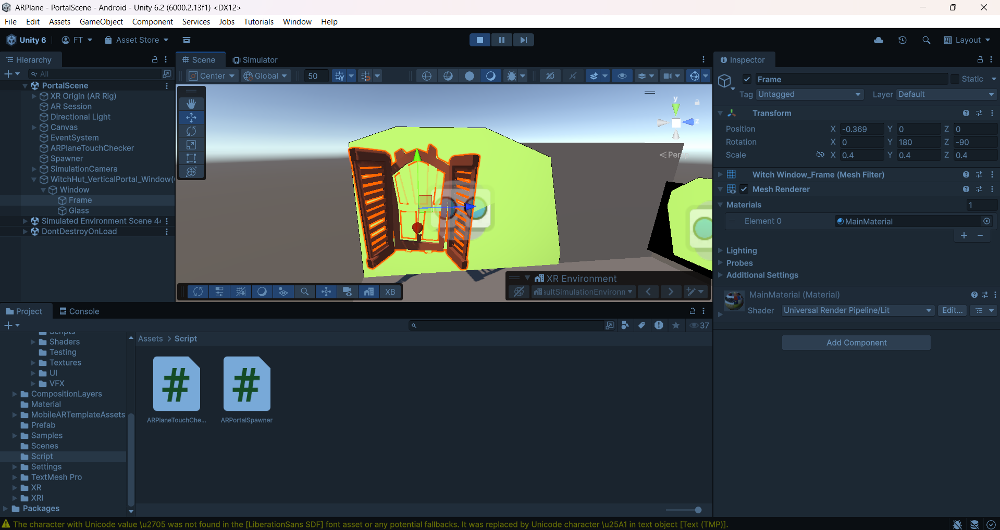 ARPlane - PortalScene - Android - Unity 6.2 (6000.2.13f1) <DX12>
File Edit Assets GameObject Component Services Jobs Tutorials Window Help
Unity 6 FT Asset Store Layout
Hierarchy
All
PortalScene
XR Origin (AR Rig)
AR Session
Directional Light
Canvas
EventSystem
ARPlaneTouchChecker
Spawner
SimulationCamera
WitchHut_VerticalPortal_Window(
Window
Frame
Glass
Simulated Environment Scene 44
DontDestroyOnLoad
Scene Simulator
Center Global 50
y
z
Persp
XB
XR Environment
aultSimulationEnvironm
Inspector
Frame Static
Tag Untagged Layer Default
Transform
Position X -0.369 Y 0 Z 0
Rotation X 0 Y 180 Z -90
Scale X 0.4 Y 0.4 Z 0.4
Witch Window_Frame (Mesh Filter)
Mesh Renderer
Materials 1
Element 0 MainMaterial
Lighting
Probes
Additional Settings
MainMaterial (Material)
Shader Universal Render Pipeline/Lit Edit...
Add Component
Project Console
37
Scripts
Shaders
Testing
Textures
UI
VFX
CompositionLayers
Material
MobileARTemplateAssets
Prefab
Samples
Scenes
Script
Settings
TextMesh Pro
XR
XRI
Packages
Assets > Script
ARPlaneTouchChe... ARPortalSpawner
The character with Unicode value \u2705 was not found in the [LiberationSans SDF] font asset or any potential fallbacks. It was replaced by Unicode character \u25A1 in text object [Text (TMP)].